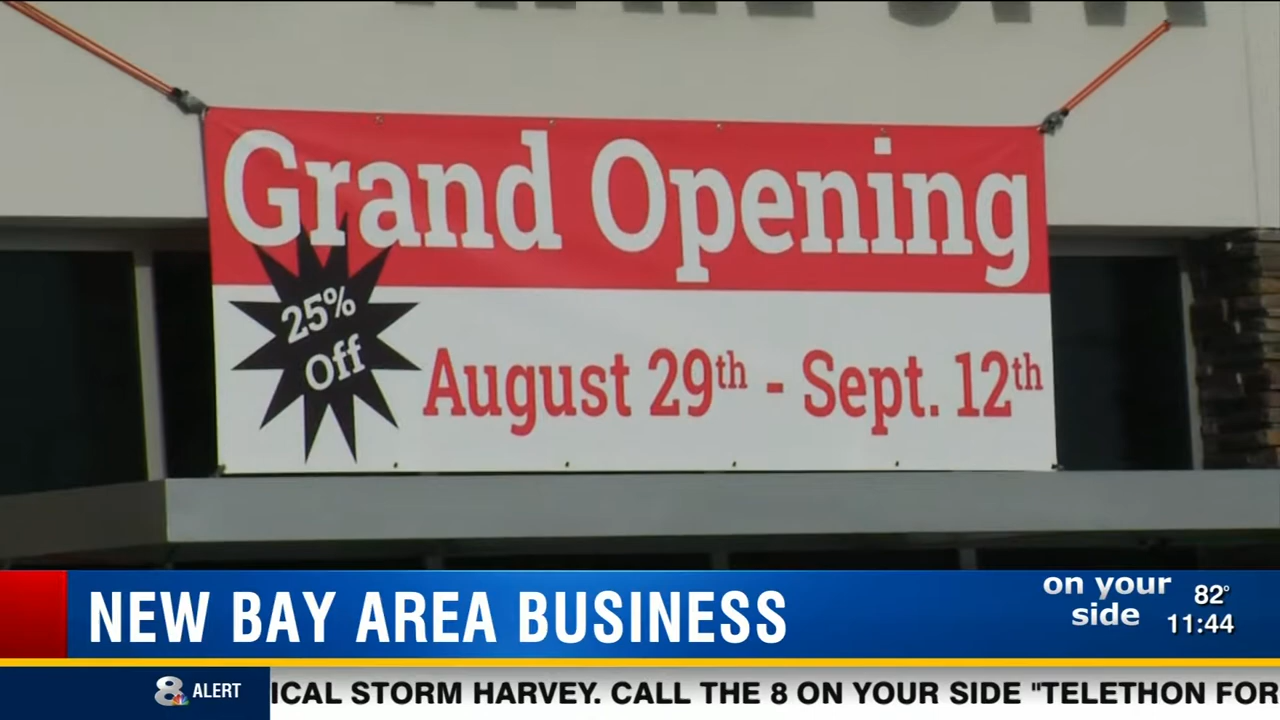 Grand Opening
25%
Off
August 29th - Sept. 12th
NEW BAY AREA BUSINESS
on your
side
82°
11:44
8 ALERT
ICAL STORM HARVEY. CALL THE 8 ON YOUR SIDE "TELETHON FOR